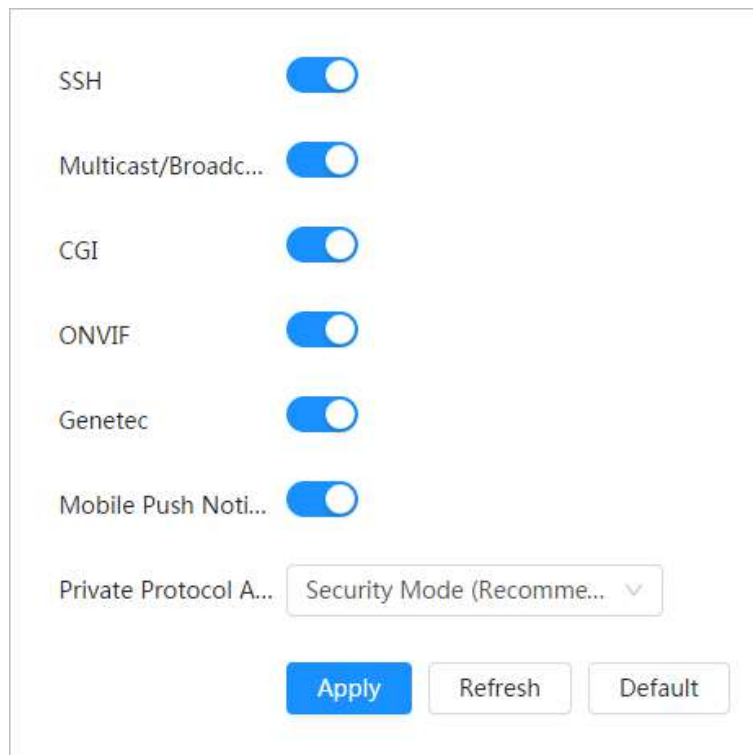 SSH
Multicast/Broadc...
CGI
ONVIF
Genetec
Mobile Push Noti...
Private Protocol A... Security Mode (Recomme...
Apply Refresh Default